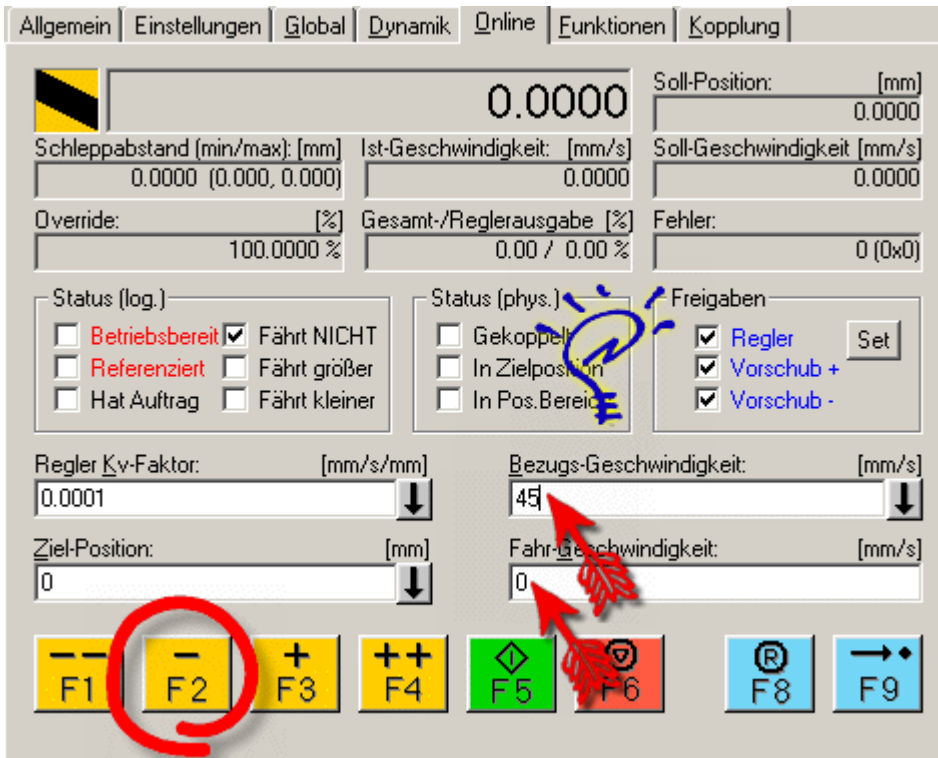 Allgemein Einstellungen Global Dynamik Online Funktionen Kopplung
0.0000
Soll-Position: [mm]
0.0000
Schleppabstand (min/max): [mm] Ist-Geschwindigkeit: [mm/s] Soll-Geschwindigkeit [mm/s]
0.0000 (0.000, 0.000) 0.0000 0.0000
Override: [%] Gesamt-/Reglerausgabe [%] Fehler:
100.0000 % 0.00 / 0.00 % 0 (0x0)
Status (log.) Status (phys.) Freigaben
Betriebsbereit Fährt NICHT Gekoppelt Regler Set
Referenziert Fährt größer In Zielposition Vorschub +
Hat Auftrag Fährt kleiner In Pos.Bereich Vorschub -
Regler Kv-Faktor: [mm/s/mm] Bezugs-Geschwindigkeit: [mm/s]
0.0001 45
Ziel-Position: [mm] Fahr-Geschwindigkeit: [mm/s]
0 0
-- - + ++ R
F1 F2 F3 F4 F5 F6 F8 F9